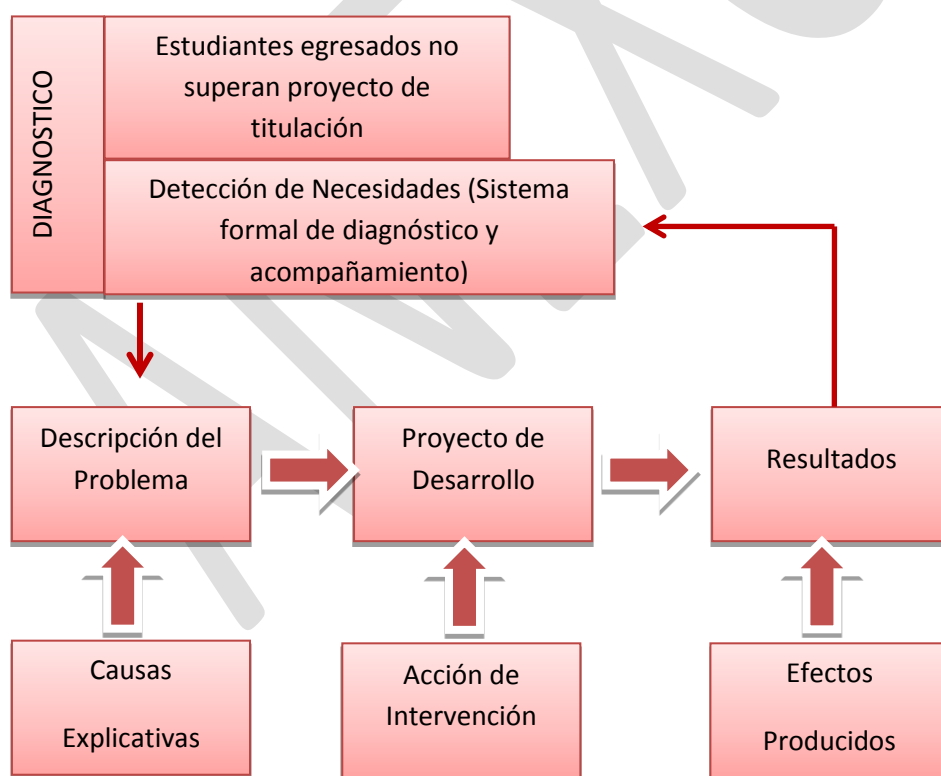 DIAGNOSTICO
Estudiantes egresados no
superan proyecto de
titulación
Detección de Necesidades (Sistema
formal de diagnóstico y
acompañamiento)
Descripción del
Problema
Proyecto de
Desarrollo
Resultados
Causas
Explicativas
Acción de
Intervención
Efectos
Producidos